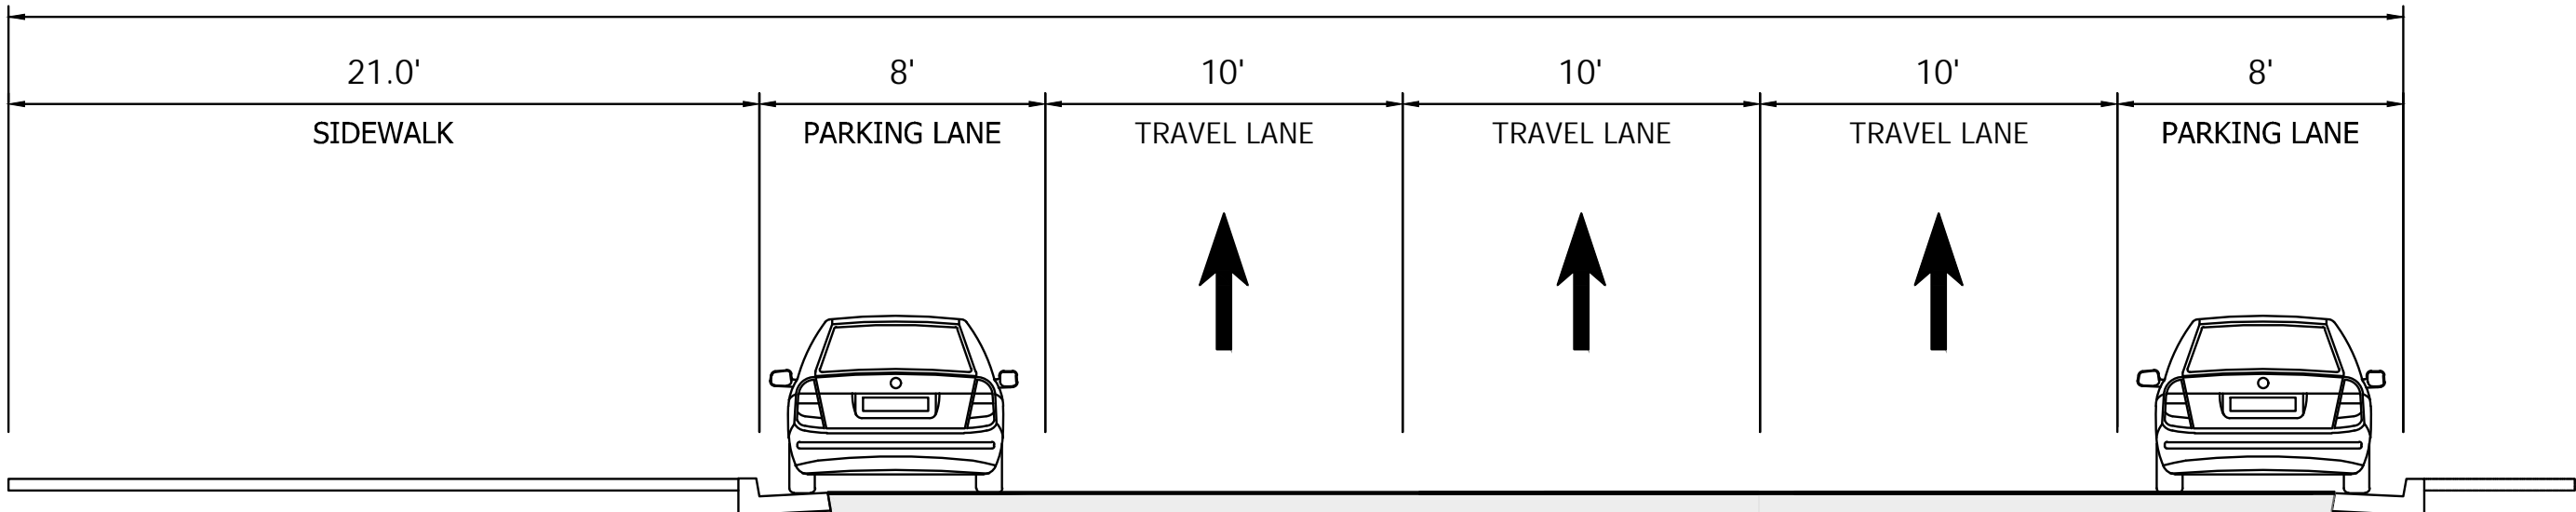 21.0' 8' 10' 10' 10' 8'
SIDEWALK PARKING LANE TRAVEL LANE TRAVEL LANE TRAVEL LANE PARKING LANE